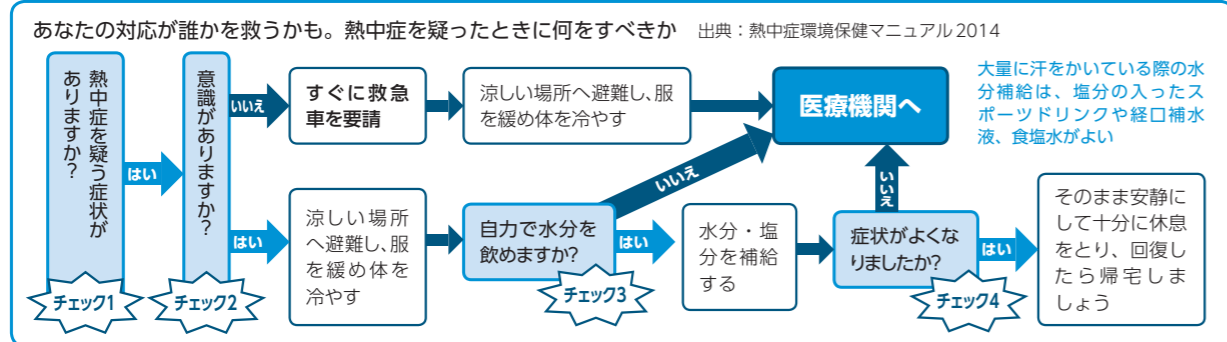 あなたの対応が誰かを救うかも。熱中症を疑ったときに何をすべきか 出典：熱中症環境保健マニュアル2014
熱中症を疑う症状が
ありますか?
チェック1
はい
意識がありますか?
チェック2
いいえ
すぐに救急
車を要請
涼しい場所へ避難し、服
を緩め体を冷やす
医療機関へ
大量に汗をかいている際の水
分補給は、塩分の入ったス
ポーツドリンクや経口補水
液、食塩水がよい
はい
涼しい場所
へ避難し、服
を緩め体を
冷やす
自力で水分を
飲めますか?
チェック3
いいえ
はい
水分・塩
分を補給
する
症状がよくな
りましたか?
チェック4
いいえ
はい
そのまま安静に
して十分に休息
をとり、回復し
たら帰宅しま
しょう